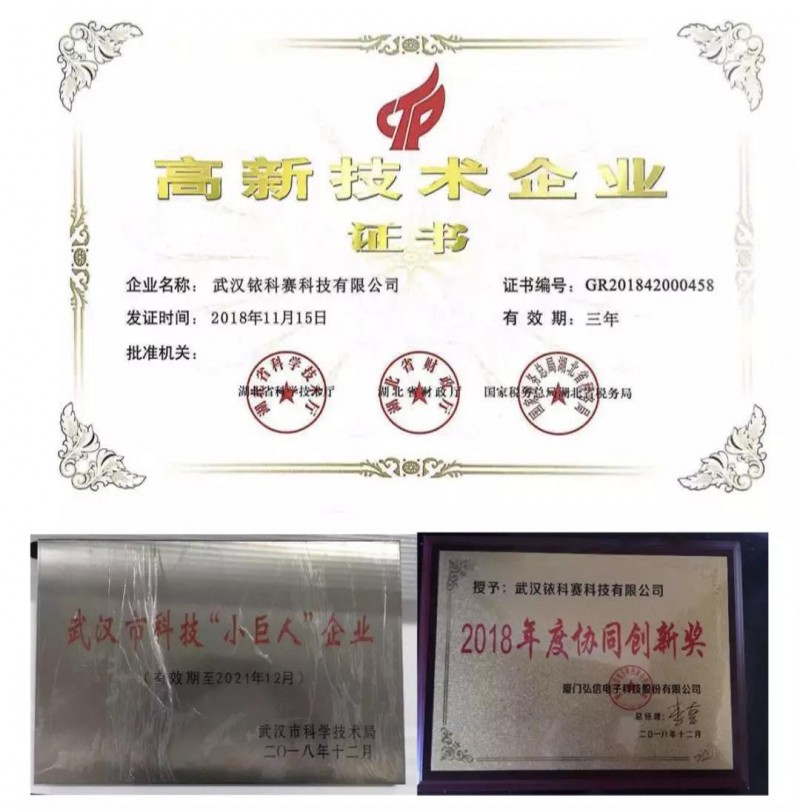 高新技术企业
证书
企业名称： 武汉铱科赛科技有限公司
证书编号：GR201842000458
发证时间：2018年11月15日
有 效 期：三年
批准机关：
湖北省科学技术厅
湖北省财政厅
国家税务总局湖北省税务局
武汉市科技“小巨人”企业
（有效期至2021年12月）
武汉市科学技术局
二〇一八年十二月
授予：武汉铱科赛科技有限公司
2018年度协同创新奖
厦门弘信电子科技股份有限公司
总经理：
二〇一八年十二月